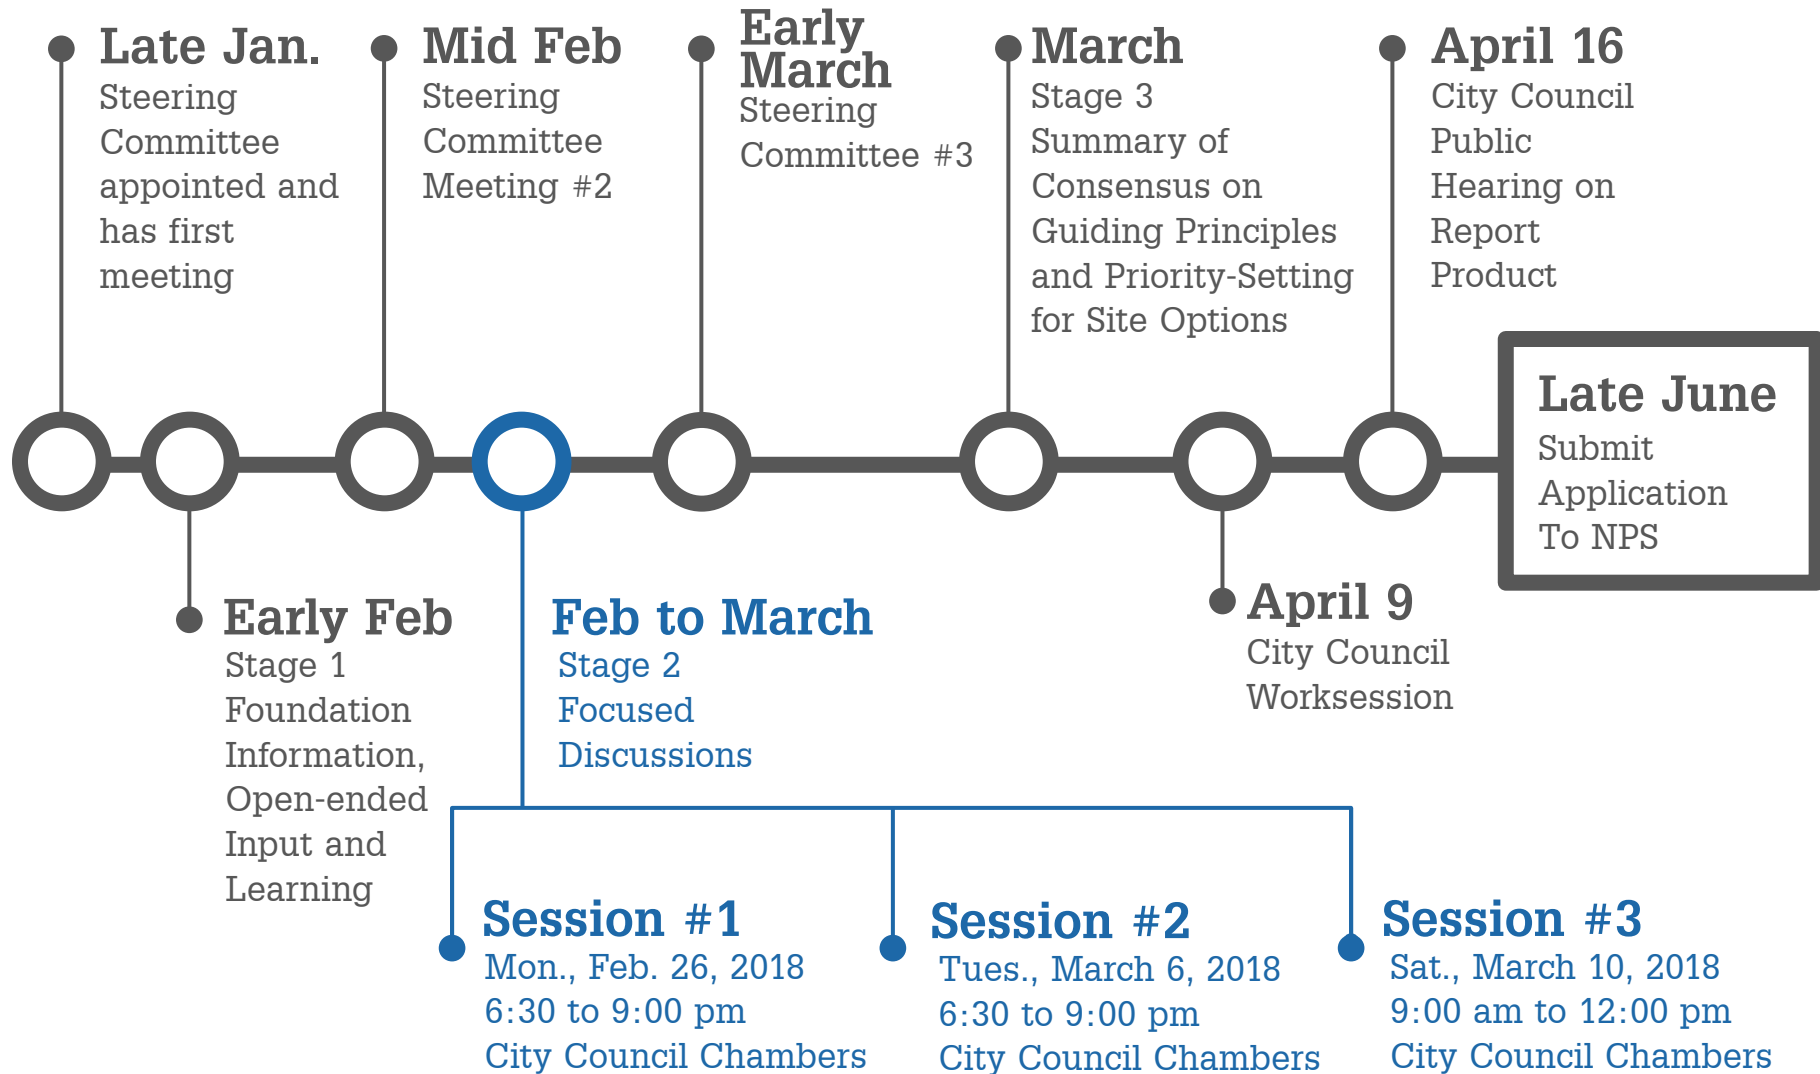 Late Jan.
Steering
Committee
appointed and
has first
meeting
Mid Feb
Steering
Committee
Meeting #2
Early
March
Steering
Committee #3
March
Stage 3
Summary of
Consensus on
Guiding Principles
and Priority-Setting
for Site Options
April 16
City Council
Public
Hearing on
Report
Product
Late June
Submit
Application
To NPS
Early Feb
Stage 1
Foundation
Information,
Open-ended
Input and
Learning
Feb to March
Stage 2
Focused
Discussions
April 9
City Council
Worksession
Session #1
Mon., Feb. 26, 2018
6:30 to 9:00 pm
City Council Chambers
Session #2
Tues., March 6, 2018
6:30 to 9:00 pm
City Council Chambers
Session #3
Sat., March 10, 2018
9:00 am to 12:00 pm
City Council Chambers